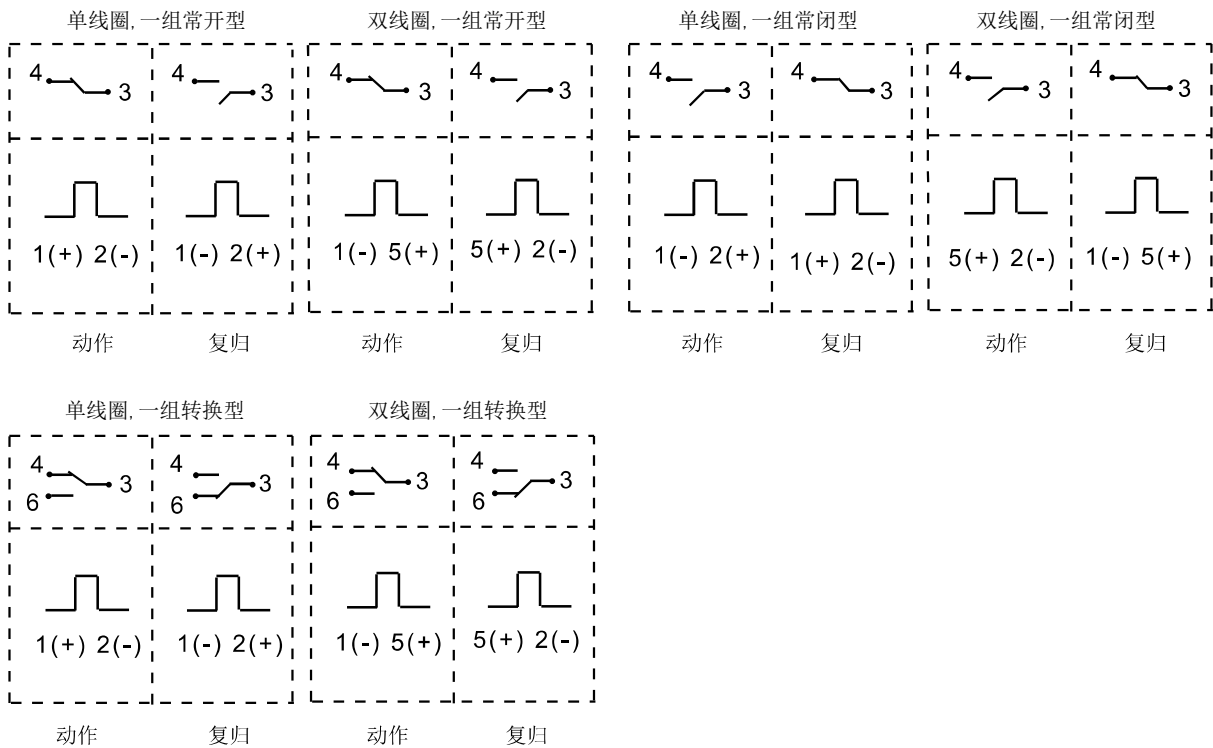 单线圈,一组常开型 双线圈,一组常开型 单线圈,一组常闭型 双线圈,一组常闭型
4 3 4 3 4 3 4 3 4 3 4 3 4 3 4 3
1(+) 2(-) 1(-) 2(+) 1(-) 5(+) 5(+) 2(-) 1(-) 2(+) 1(+) 2(-) 5(+) 2(-) 1(-) 5(+)
动作 复归 动作 复归 动作 复归 动作 复归
单线圈,一组转换型 双线圈,一组转换型
4 3 4 3 4 3 4 3
6 6 6 6
1(+) 2(-) 1(-) 2(+) 1(-) 5(+) 5(+) 2(-)
动作 复归 动作 复归